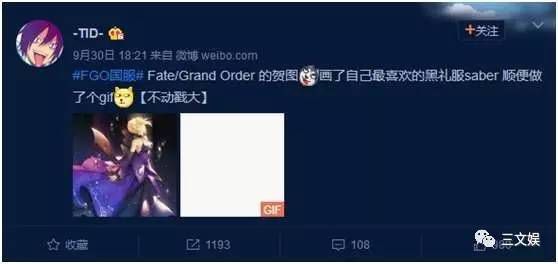 -TID-
+关注
9月30日 18:21 来自 微博 weibo.com
#FGO国服# Fate/Grand Order 的贺图 画了自己最喜欢的黑礼服saber 顺便做
了个gif 【不动戳大】
GIF
三文娱
收藏 1193 108